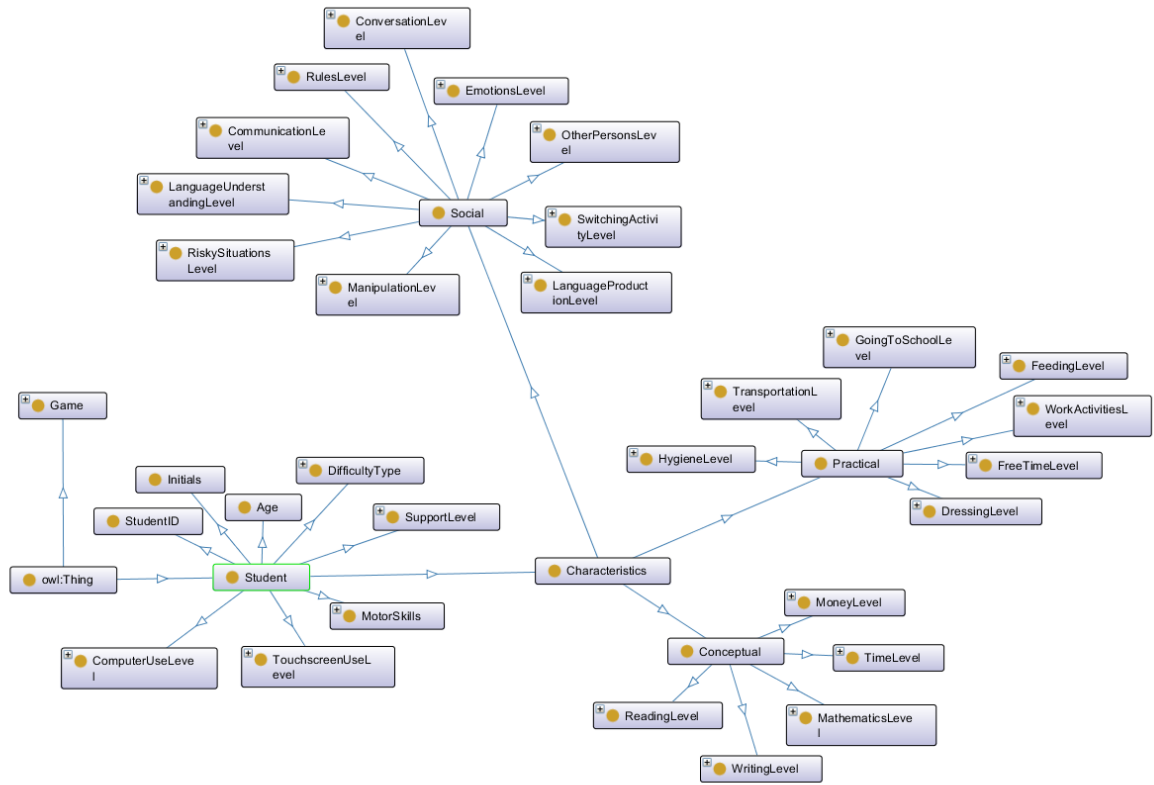 ConversationLev
el
RulesLevel
EmotionsLevel
CommunicationLe
vel
OtherPersonsLev
el
LanguageUnderst
andingLevel
Social
SwitchingActivi
tyLevel
RiskySituations
Level
ManipulationLev
el
LanguageProduct
ionLevel
GoingToSchoolLe
vel
FeedingLevel
TransportationL
evel
WorkActivitiesL
evel
Game
HygieneLevel
Practical
FreeTimeLevel
DressingLevel
Initials
DifficultyType
Age
StudentID
SupportLevel
owl:Thing
Student
Characteristics
MotorSkills
MoneyLevel
ComputerUseLeve
l
TouchscreenUseL
evel
Conceptual
TimeLevel
ReadingLevel
MathematicsLeve
l
WritingLevel